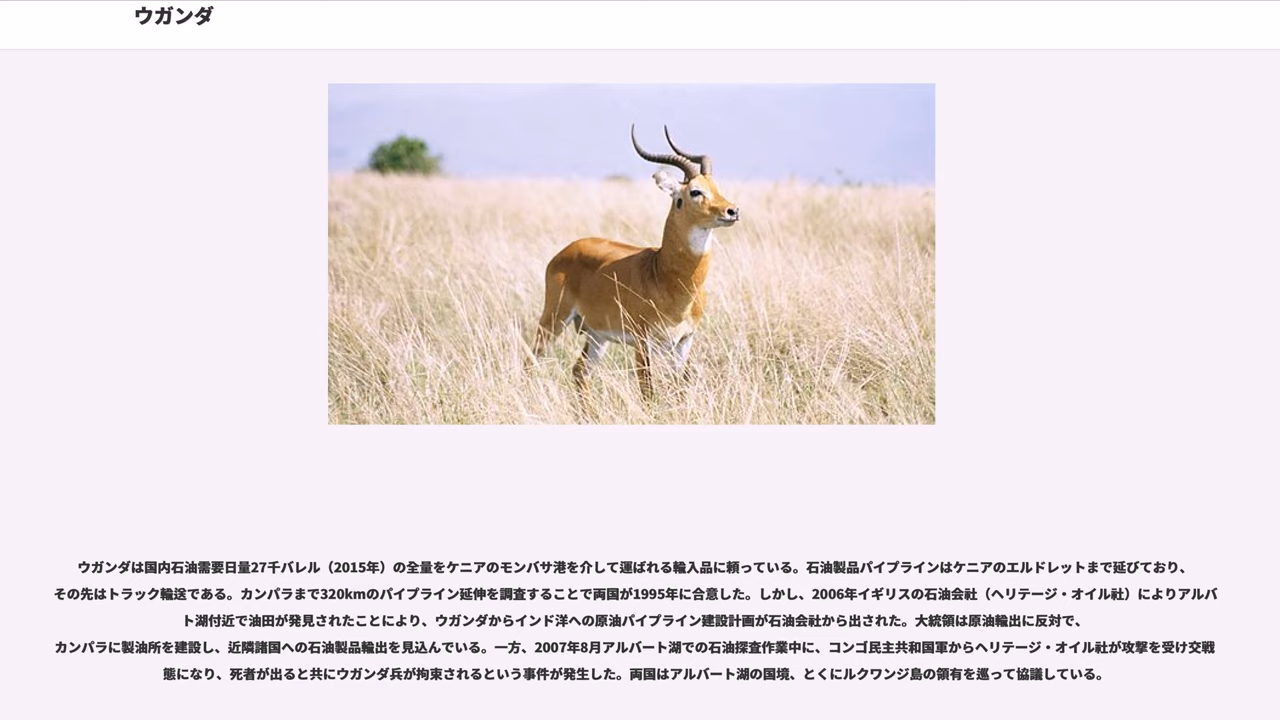 ウガンダ
ウガンダは国内石油需要日量27千バレル（2015年）の全量をケニアのモンバサ港を介して運ばれる輸入品に頼っている。石油製品パイプラインはケニアのエルドレットまで延びており、
その先はトラック輸送である。カンパラまで320kmのパイプライン延伸を調査することで両国が1995年に合意した。しかし、2006年イギリスの石油会社（ヘリテージ・オイル社）によりアルバ
ト湖付近で油田が発見されたことにより、ウガンダからインド洋への原油パイプライン建設計画が石油会社から出された。大統領は原油輸出に反対で、
カンパラに製油所を建設し、近隣諸国への石油製品輸出を見込んでいる。一方、2007年8月アルバート湖での石油探査作業中に、コンゴ民主共和国軍からヘリテージ・オイル社が攻撃を受け交戦
態になり、死者が出ると共にウガンダ兵が拘束されるという事件が発生した。両国はアルバート湖の国境、とくにルクワンジ島の領有を巡って協議している。